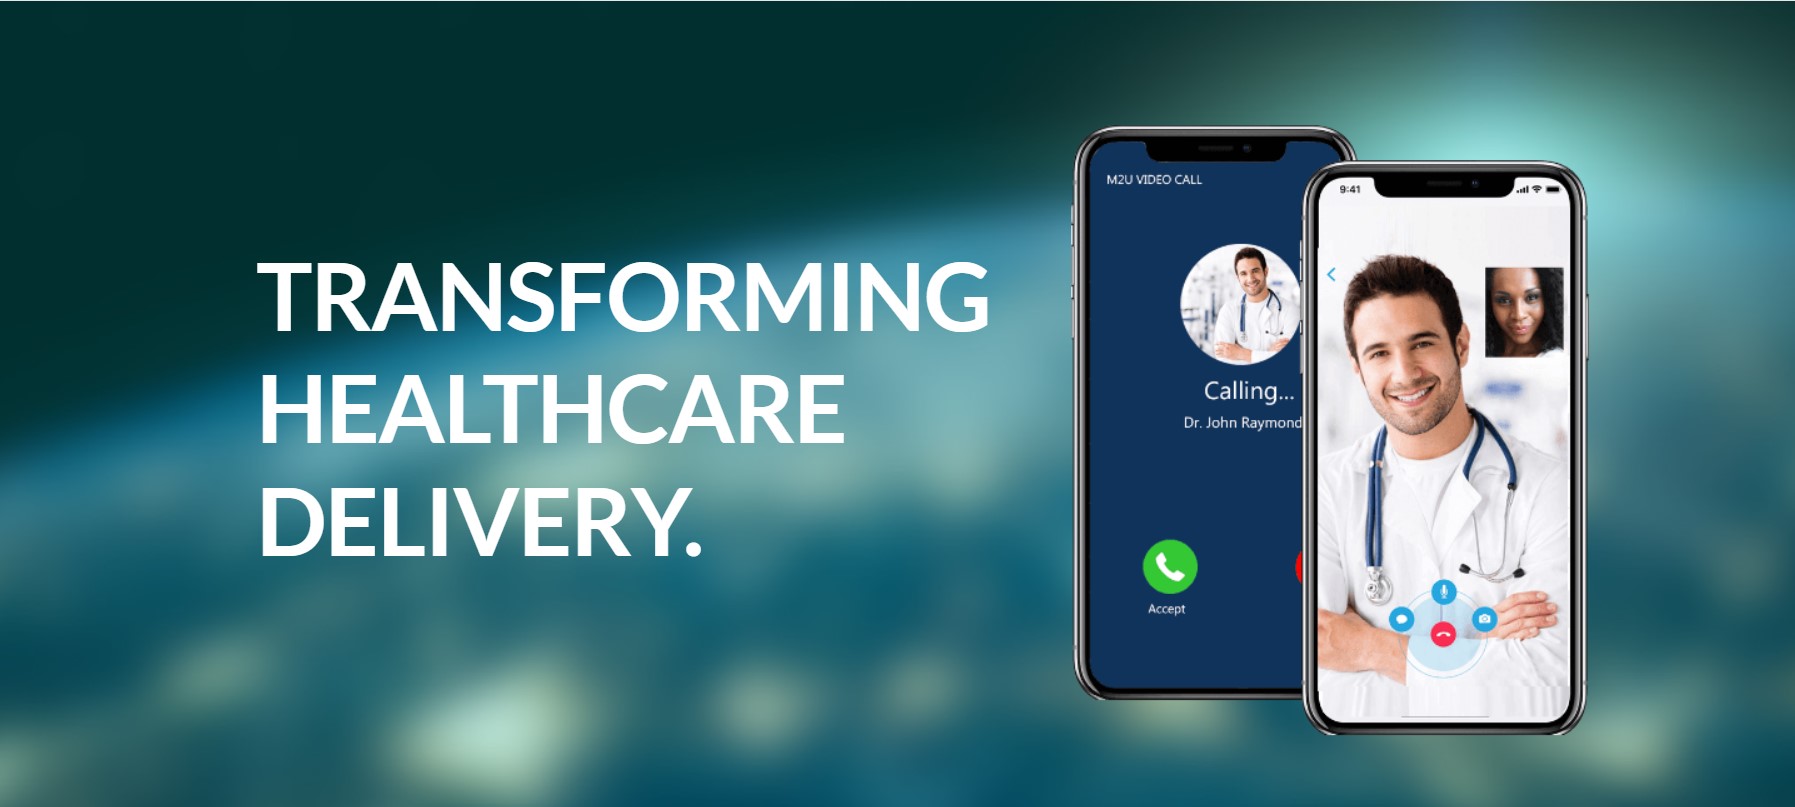 TRANSFORMING
HEALTHCARE
DELIVERY.
M2U VIDEO CALL
Calling...
Dr. John Raymond
Accept
9:41